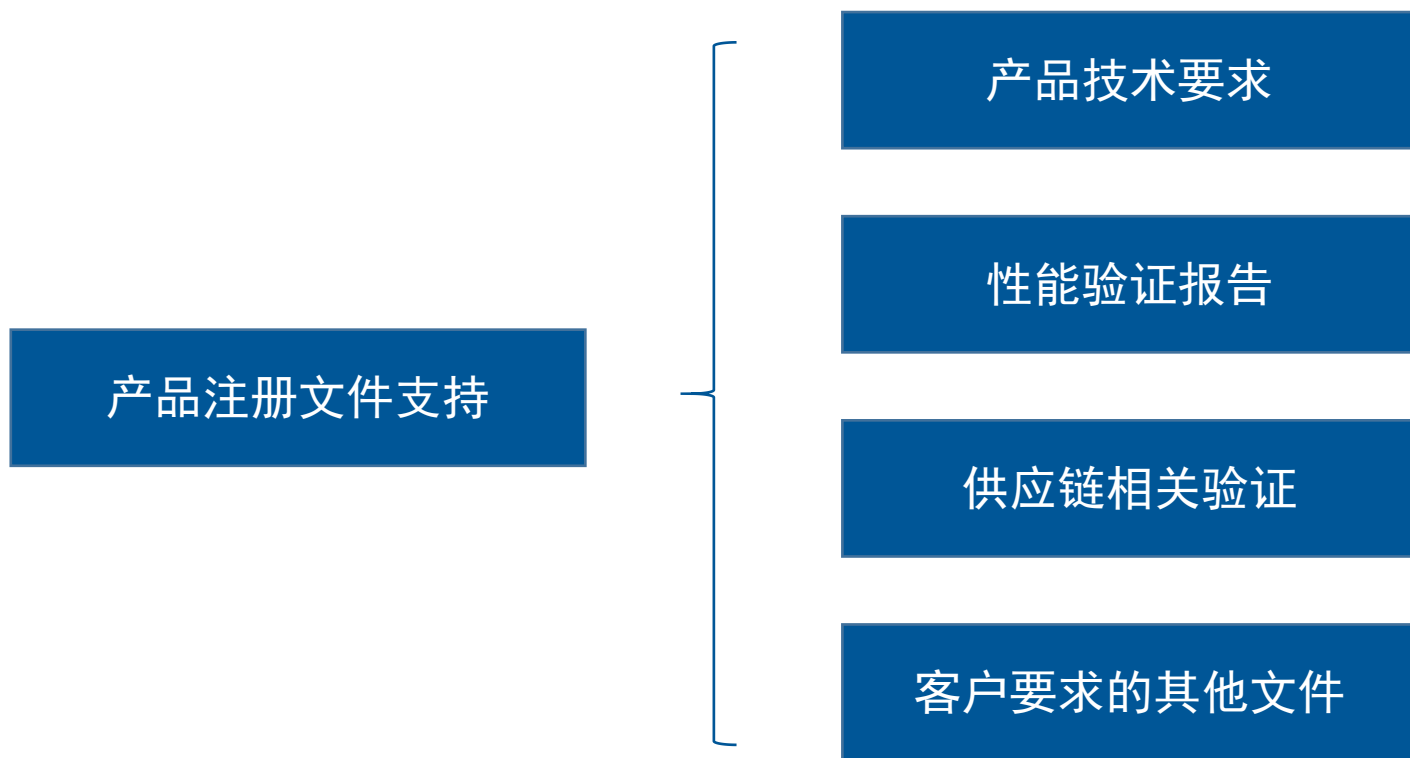 产品技术要求
性能验证报告
产品注册文件支持
供应链相关验证
客户要求的其他文件